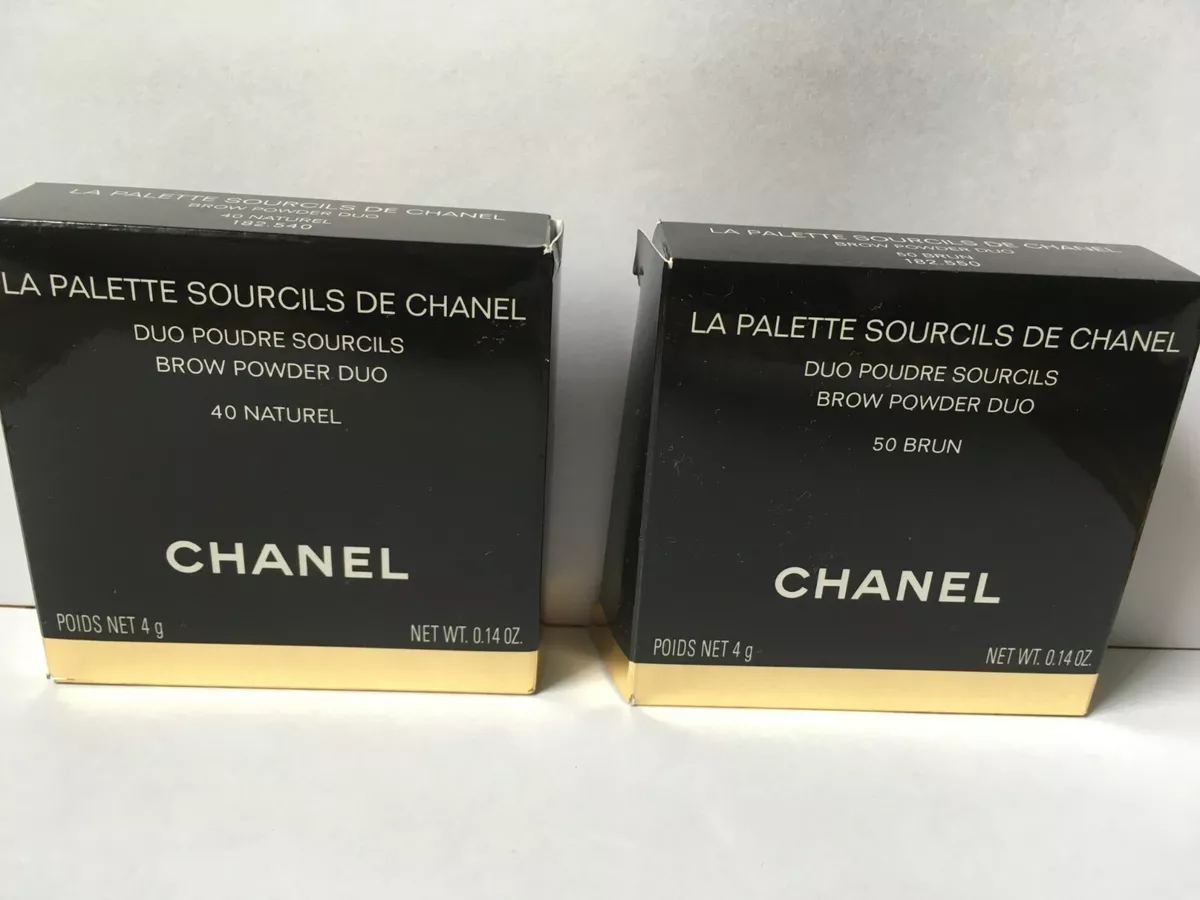 LA PALETTE SOURCILS DE CHANEL
BROW POWDER DUO
40 NATUREL
182.540
LA PALETTE SOURCILS DE CHANEL
DUO POUDRE SOURCILS
BROW POWDER DUO
40 NATUREL
CHANEL
POIDS NET 4 g
NET WT. 0.14 OZ.
LA PALETTE SOURCILS DE CHANEL
BROW POWDER DUO
50 BRUN
182.550
LA PALETTE SOURCILS DE CHANEL
DUO POUDRE SOURCILS
BROW POWDER DUO
50 BRUN
CHANEL
POIDS NET 4 g
NET WT. 0.14 OZ.